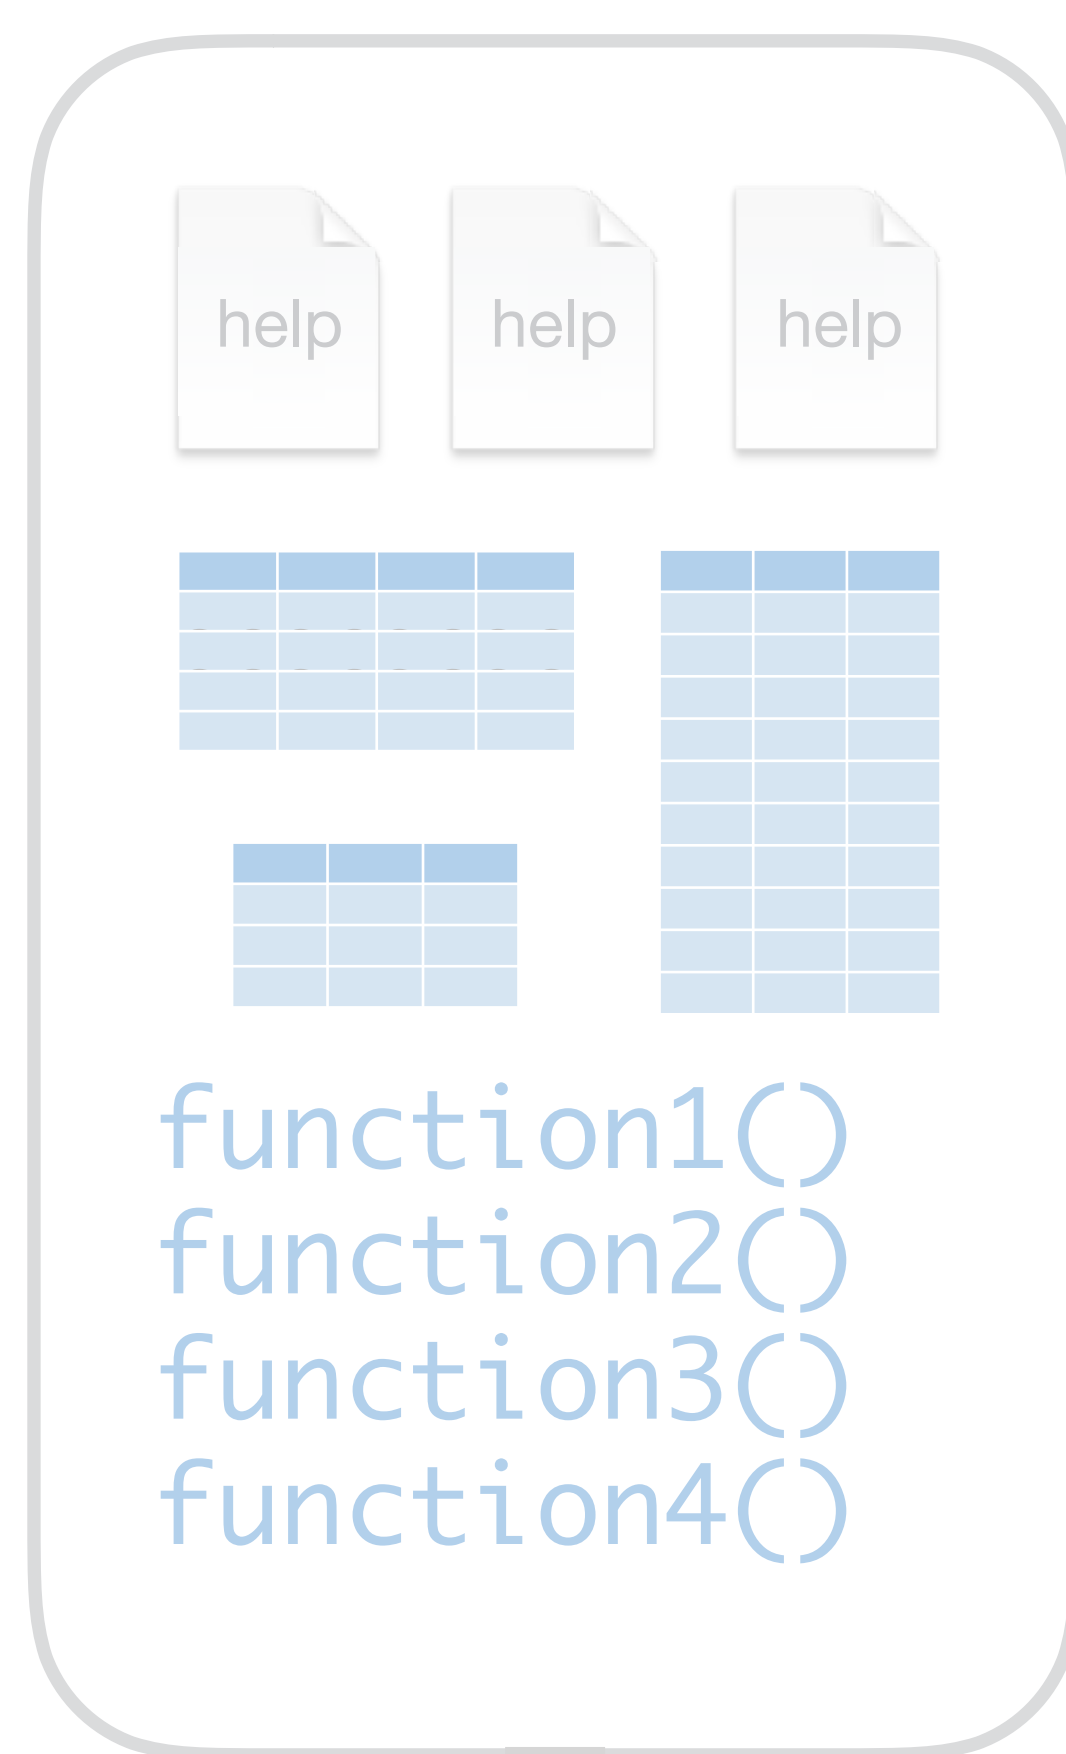 help help help
function1()
function2()
function3()
function4()